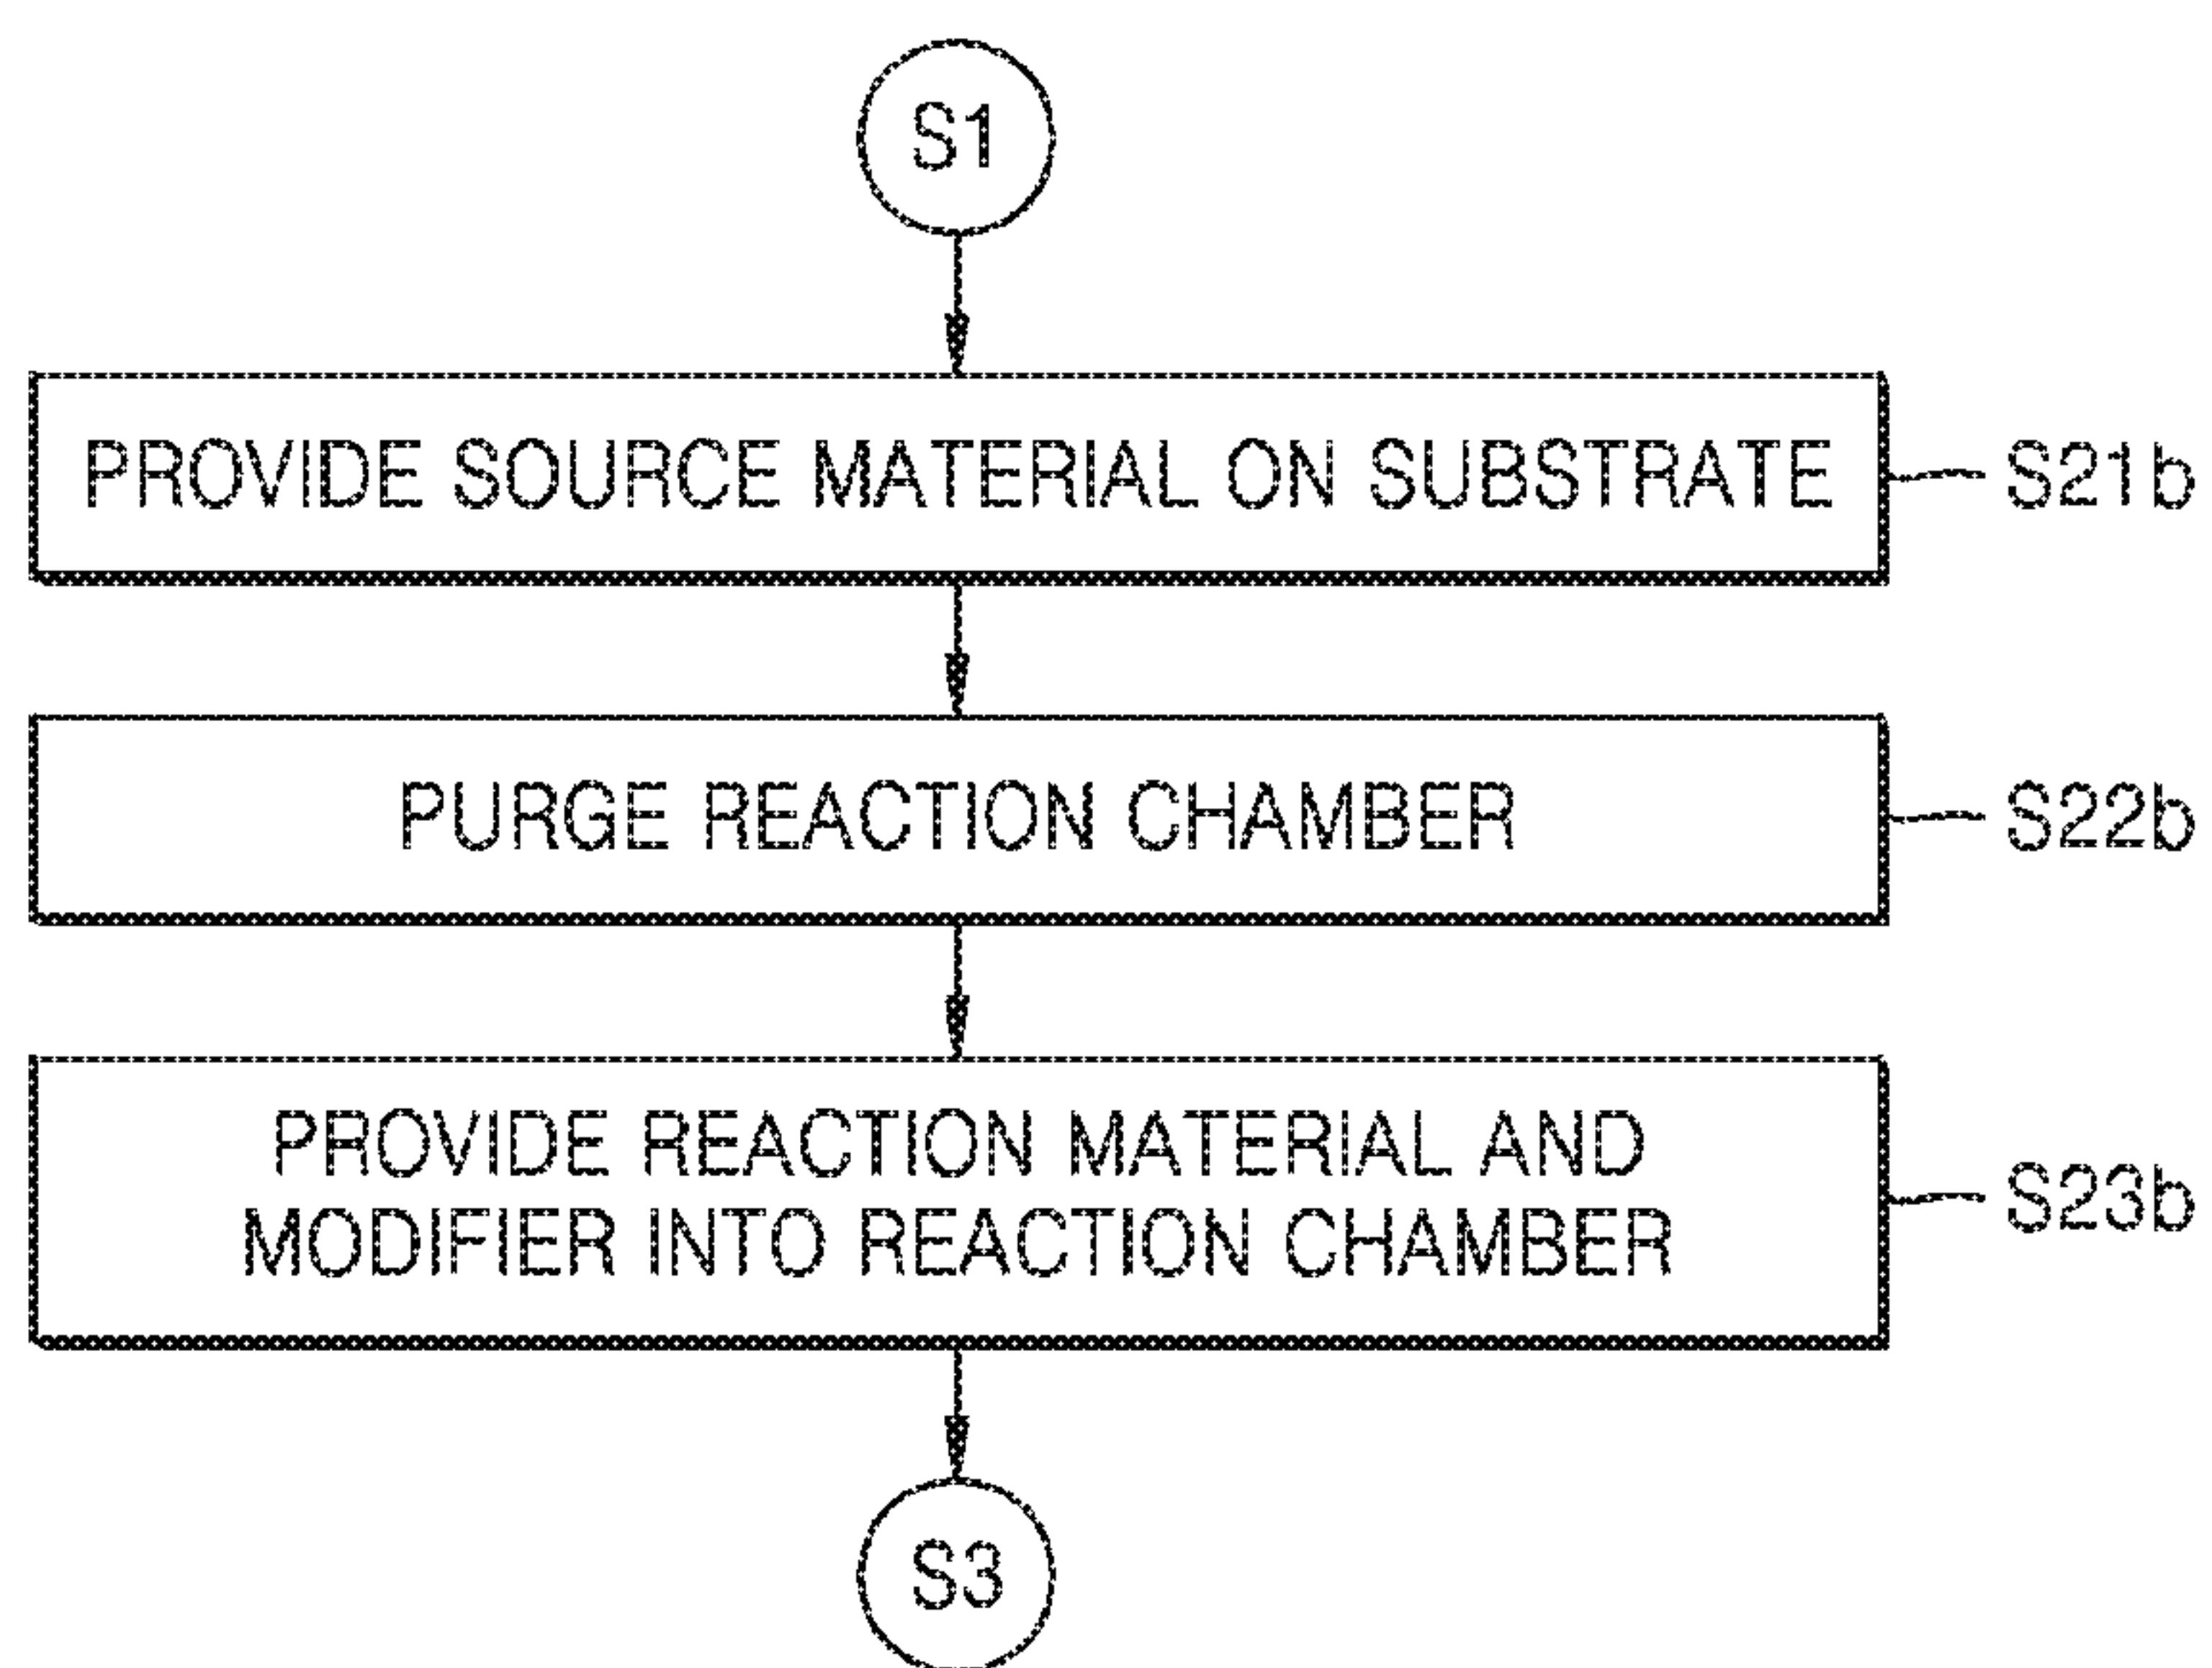 S1
PROVIDE SOURCE MATERIAL ON SUBSTRATE
S21b
PURGE REACTION CHAMBER
S22b
PROVIDE REACTION MATERIAL AND
MODIFIER INTO REACTION CHAMBER
S23b
S3